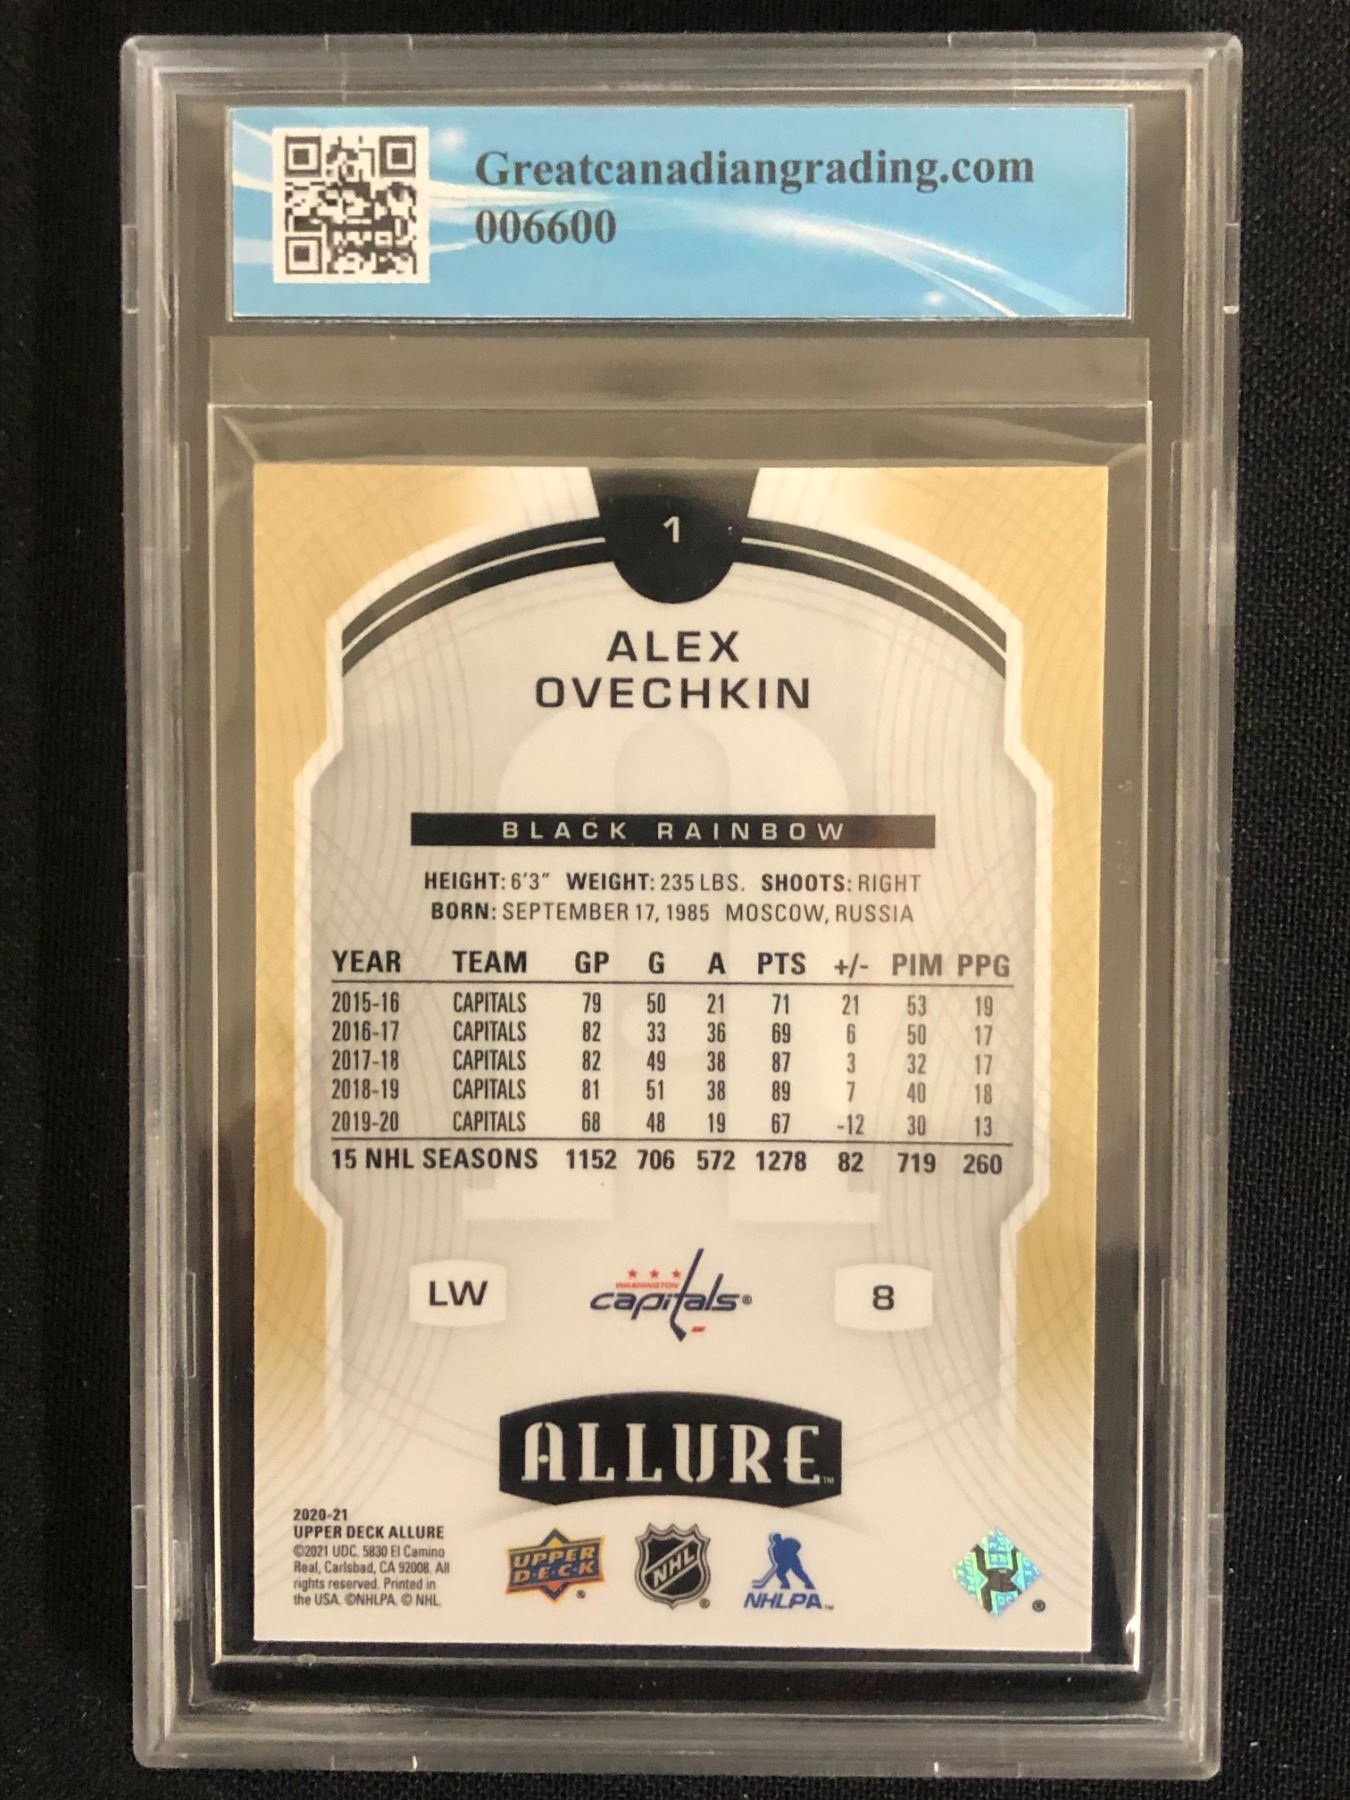 Greatcanadiangrading.com
006600
1
ALEX
OVECHKIN
BLACK RAINBOW
HEIGHT: 6'3" WEIGHT: 235 LBS. SHOOTS: RIGHT
BORN: SEPTEMBER 17, 1985 MOSCOW, RUSSIA
YEAR TEAM GP G A PTS +/- PIM PPG
2015-16 CAPITALS 79 50 21 71 21 53 19
2016-17 CAPITALS 82 33 36 69 6 50 17
2017-18 CAPITALS 82 49 38 87 3 32 17
2018-19 CAPITALS 81 51 38 89 7 40 18
2019-20 CAPITALS 68 48 19 67 -12 30 13
15 NHL SEASONS 1152 706 572 1278 82 719 260
LW
WASHINGTON
capitals®
8
ALLURE™
2020-21
UPPER DECK ALLURE
©2021 UDC. 5830 El Camino
Real, Carlsbad, CA 92008. All
rights reserved. Printed in
the USA. ©NHLPA. © NHL.
UPPER
D·E·C·K®
NHL®
NHLPA™
®